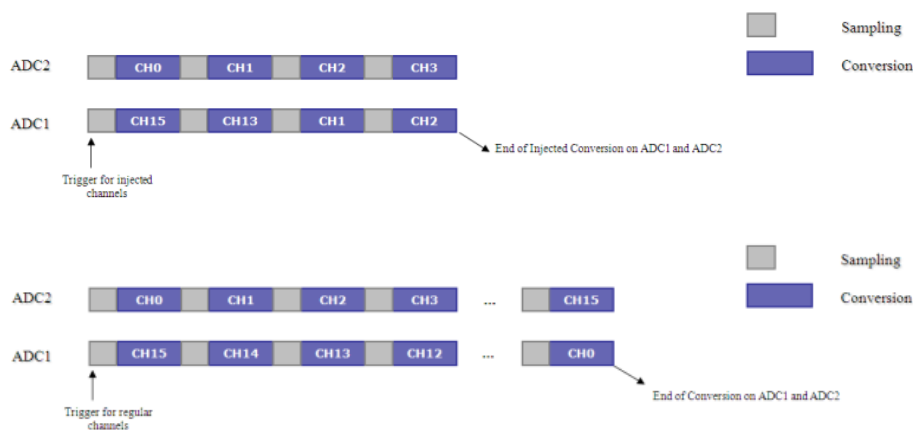 Sampling
ADC2 CH0 CH1 CH2 CH3
Conversion
ADC1 CH15 CH13 CH1 CH2
End of Injected Conversion on ADC1 and ADC2
Trigger for injected
channels
Sampling
ADC2 CH0 CH1 CH2 CH3 ... CH15
Conversion
ADC1 CH15 CH14 CH13 CH12 ... CH0
End of Conversion on ADC1 and ADC2
Trigger for regular
channels